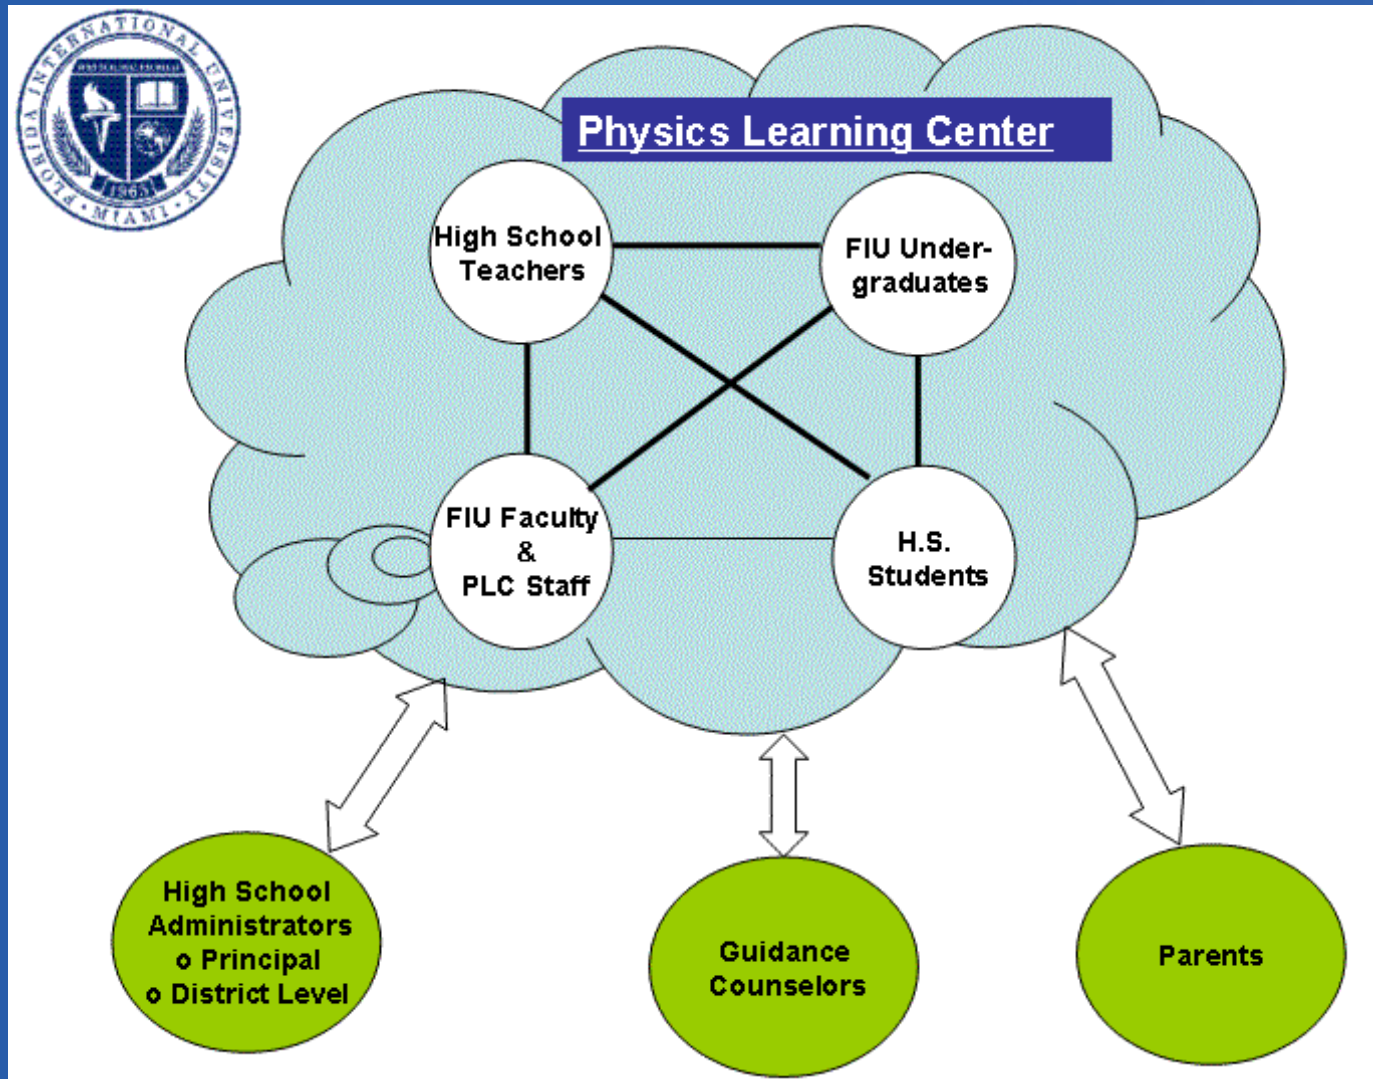 FLORIDA INTERNATIONAL UNIVERSITY
MIAMI
1965
Physics Learning Center
High School
Teachers
FIU Under-
graduates
FIU Faculty
&
PLC Staff
H.S.
Students
High School
Administrators
o Principal
o District Level
Guidance
Counselors
Parents